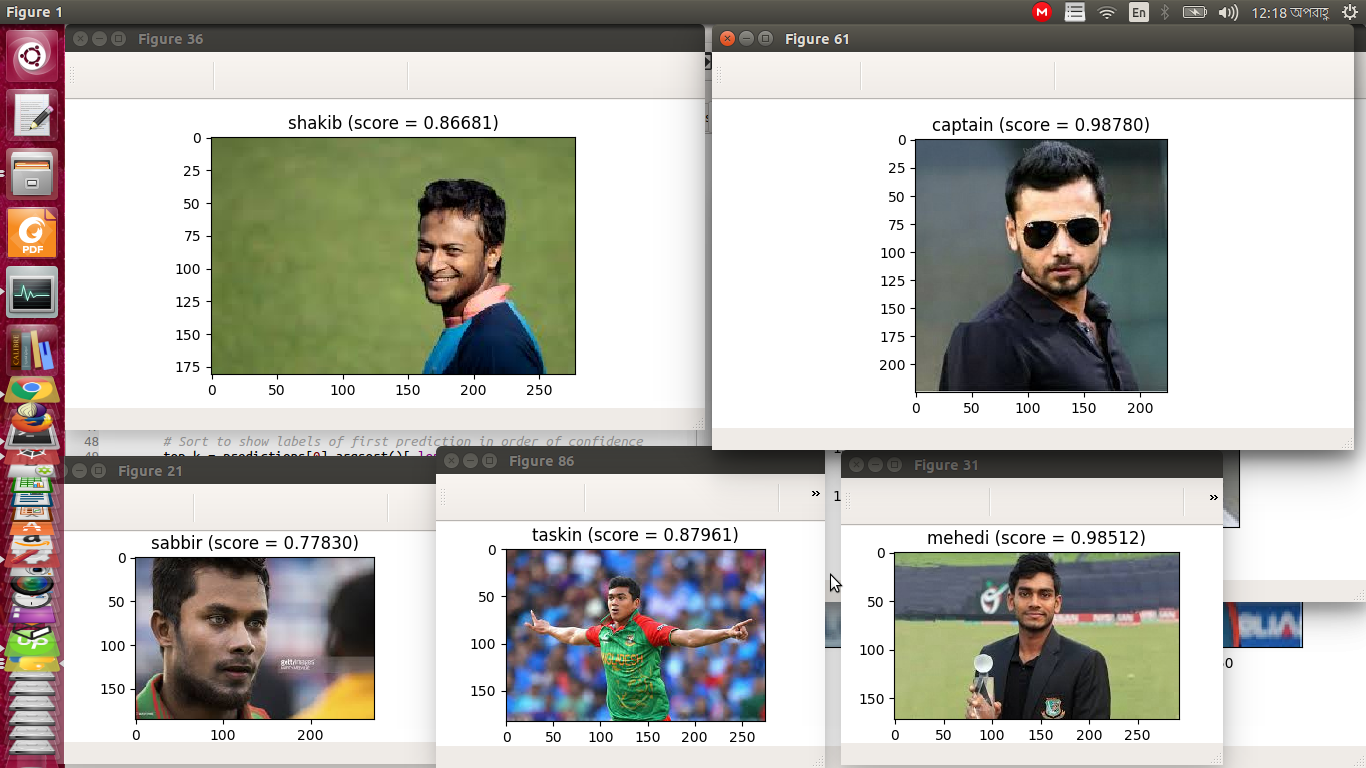 Figure 1
En
12:18 অপরাহ্ণ
Figure 36
shakib (score = 0.86681)
0
25
50
75
100
125
150
175
0 50 100 150 200 250
Figure 61
captain (score = 0.98780)
0
25
50
75
100
125
150
175
200
0 50 100 150 200
48 # Sort to show labels of first prediction in order of confidence
Figure 21
sabbir (score = 0.77830)
0
50
100
150
0 100 200
gettyimages
Figure 86
»
taskin (score = 0.87961)
0
50
100
150
0 50 100 150 200 250
Figure 31
»
mehedi (score = 0.98512)
0
50
100
150
0 50 100 150 200 250
PDF
CALIBRE